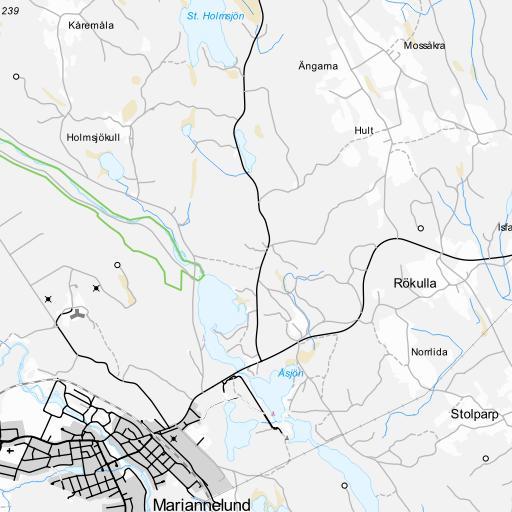 239
St. Holmsjön
Kåremåla
Mossåkra
Ängarna
Hult
Holmsjökull
Rökulla
Norrlida
Åsjön
Stolparp
Mariannelund